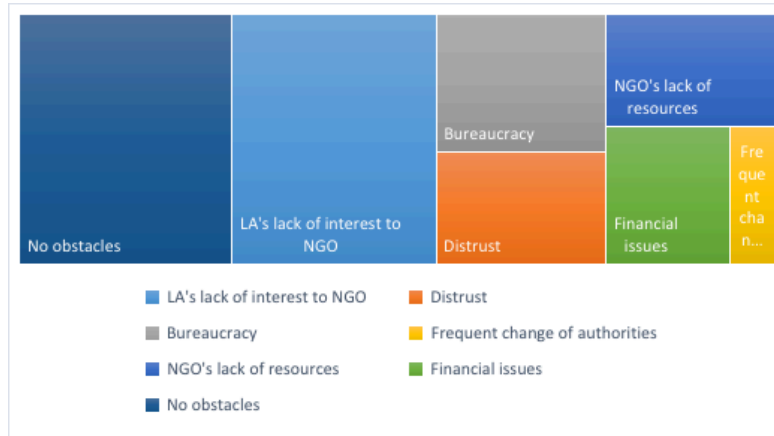 NGO's lack of
resources
Bureaucracy
Fre
que
nt
cha
n...
LA's lack of interest to
NGO
Financial
issues
No obstacles
Distrust
LA's lack of interest to NGO
Distrust
Bureaucracy
Frequent change of authorities
NGO's lack of resources
Financial issues
No obstacles